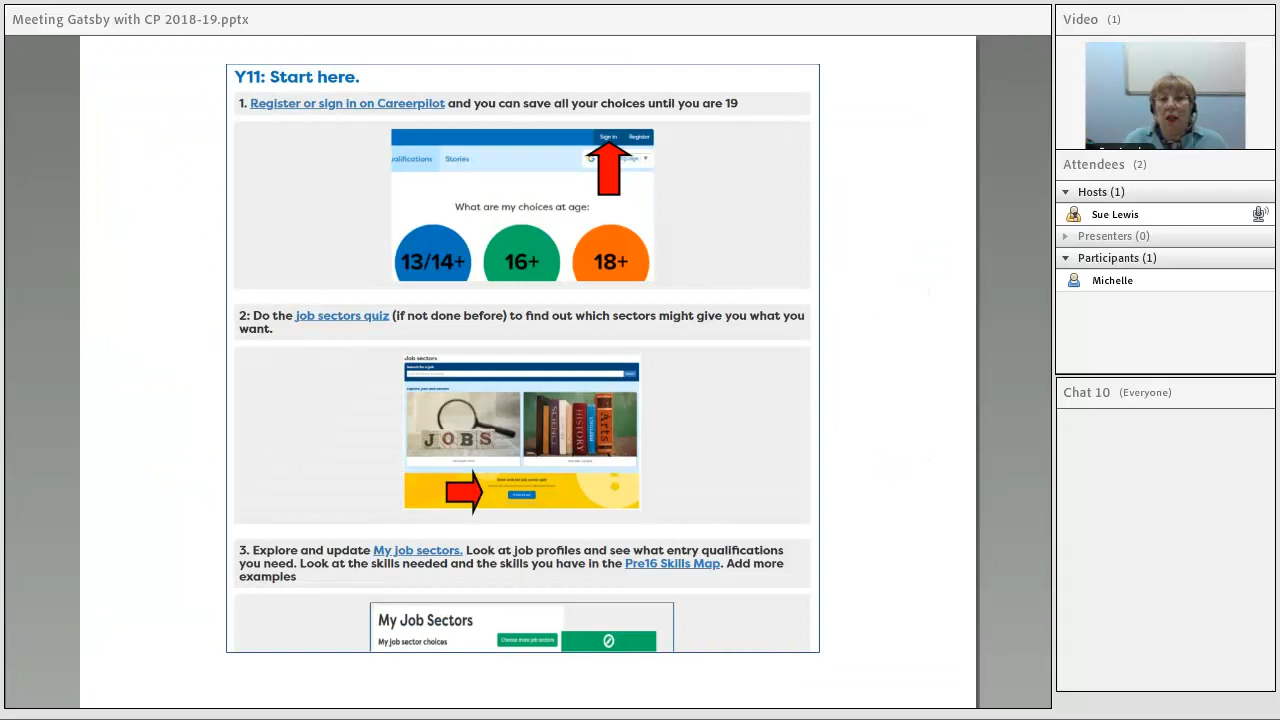 Meeting Gatsby with CP 2018-19.pptx
Y11: Start here.
1. Register or sign in on Careerpilot and you can save all your choices until you are 19
Sign in Register
ualifications Stories
What are my choices at age:
13/14+ 16+ 18+
2: Do the job sectors quiz (if not done before) to find out which sectors might give you what you
want.
Job sectors
JOBS
SCIENCE
HISTORY
Arts
3. Explore and update My job sectors. Look at job profiles and see what entry qualifications
you need. Look at the skills needed and the skills you have in the Pre16 Skills Map. Add more
examples
My Job Sectors
My job sector choices
Choose more job sectors
Video (1)
Attendees (2)
Hosts (1)
Sue Lewis
Presenters (0)
Participants (1)
Michelle
Chat 10 (Everyone)